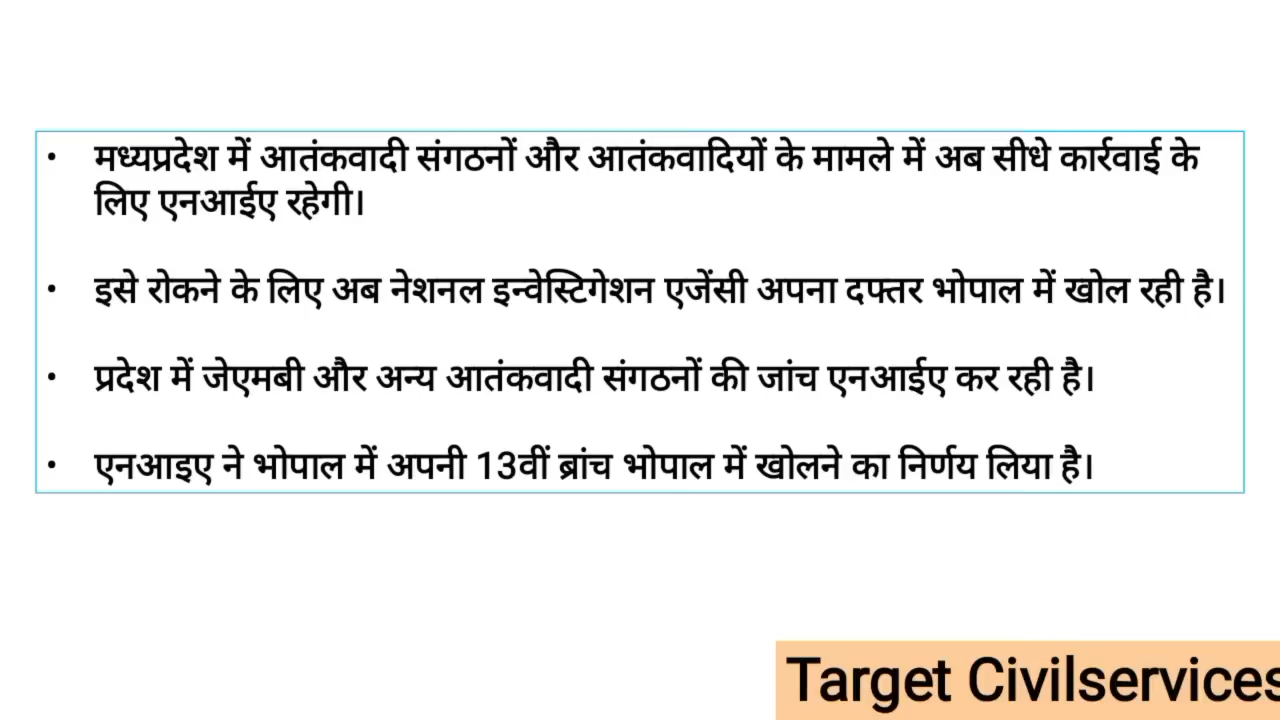 • मध्यप्रदेश में आतंकवादी संगठनों और आतंकवादियों के मामले में अब सीधे कार्रवाई के
लिए एनआईए रहेगी।
• इसे रोकने के लिए अब नेशनल इन्वेस्टिगेशन एजेंसी अपना दफ्तर भोपाल में खोल रही है।
• प्रदेश में जेएमबी और अन्य आतंकवादी संगठनों की जांच एनआईए कर रही है।
• एनआइए ने भोपाल में अपनी 13वीं ब्रांच भोपाल में खोलने का निर्णय लिया है।
Target Civilservices